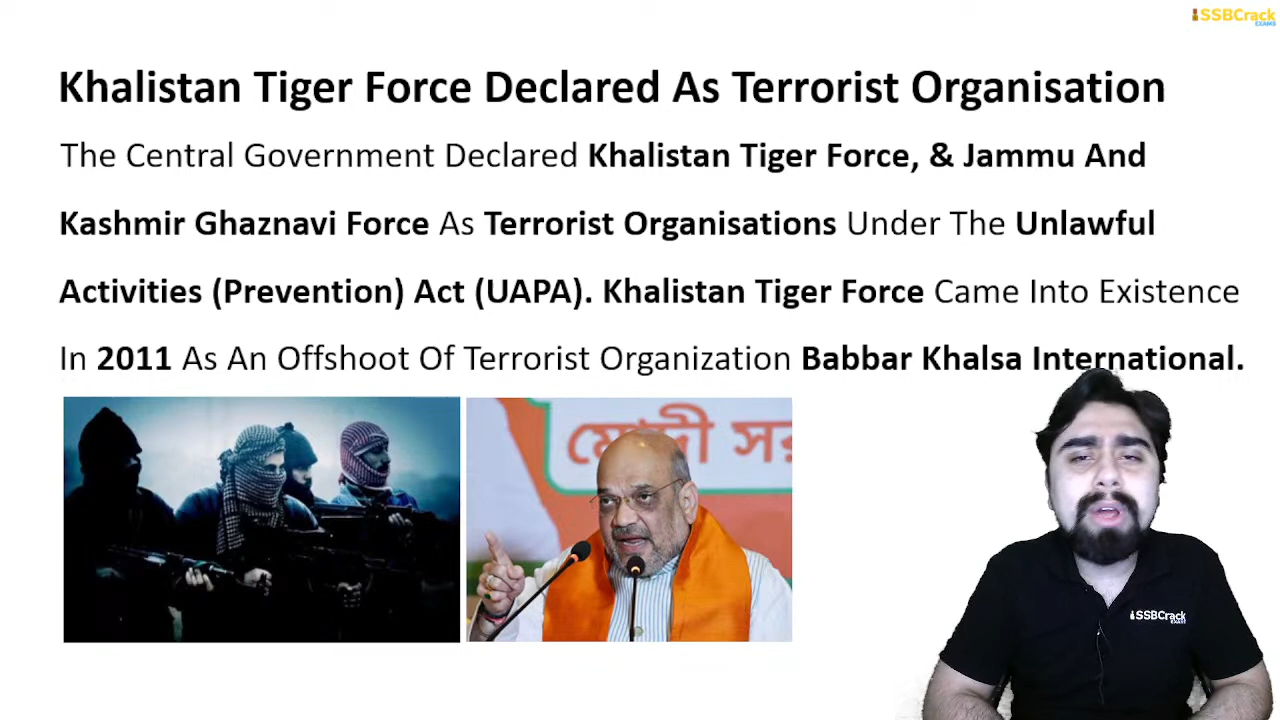 SSBCrack
EXAMS
Khalistan Tiger Force Declared As Terrorist Organisation
The Central Government Declared Khalistan Tiger Force, & Jammu And
Kashmir Ghaznavi Force As Terrorist Organisations Under The Unlawful
Activities (Prevention) Act (UAPA). Khalistan Tiger Force Came Into Existence
In 2011 As An Offshoot Of Terrorist Organization Babbar Khalsa International.
মোদী
SSBCrack
EXAMS